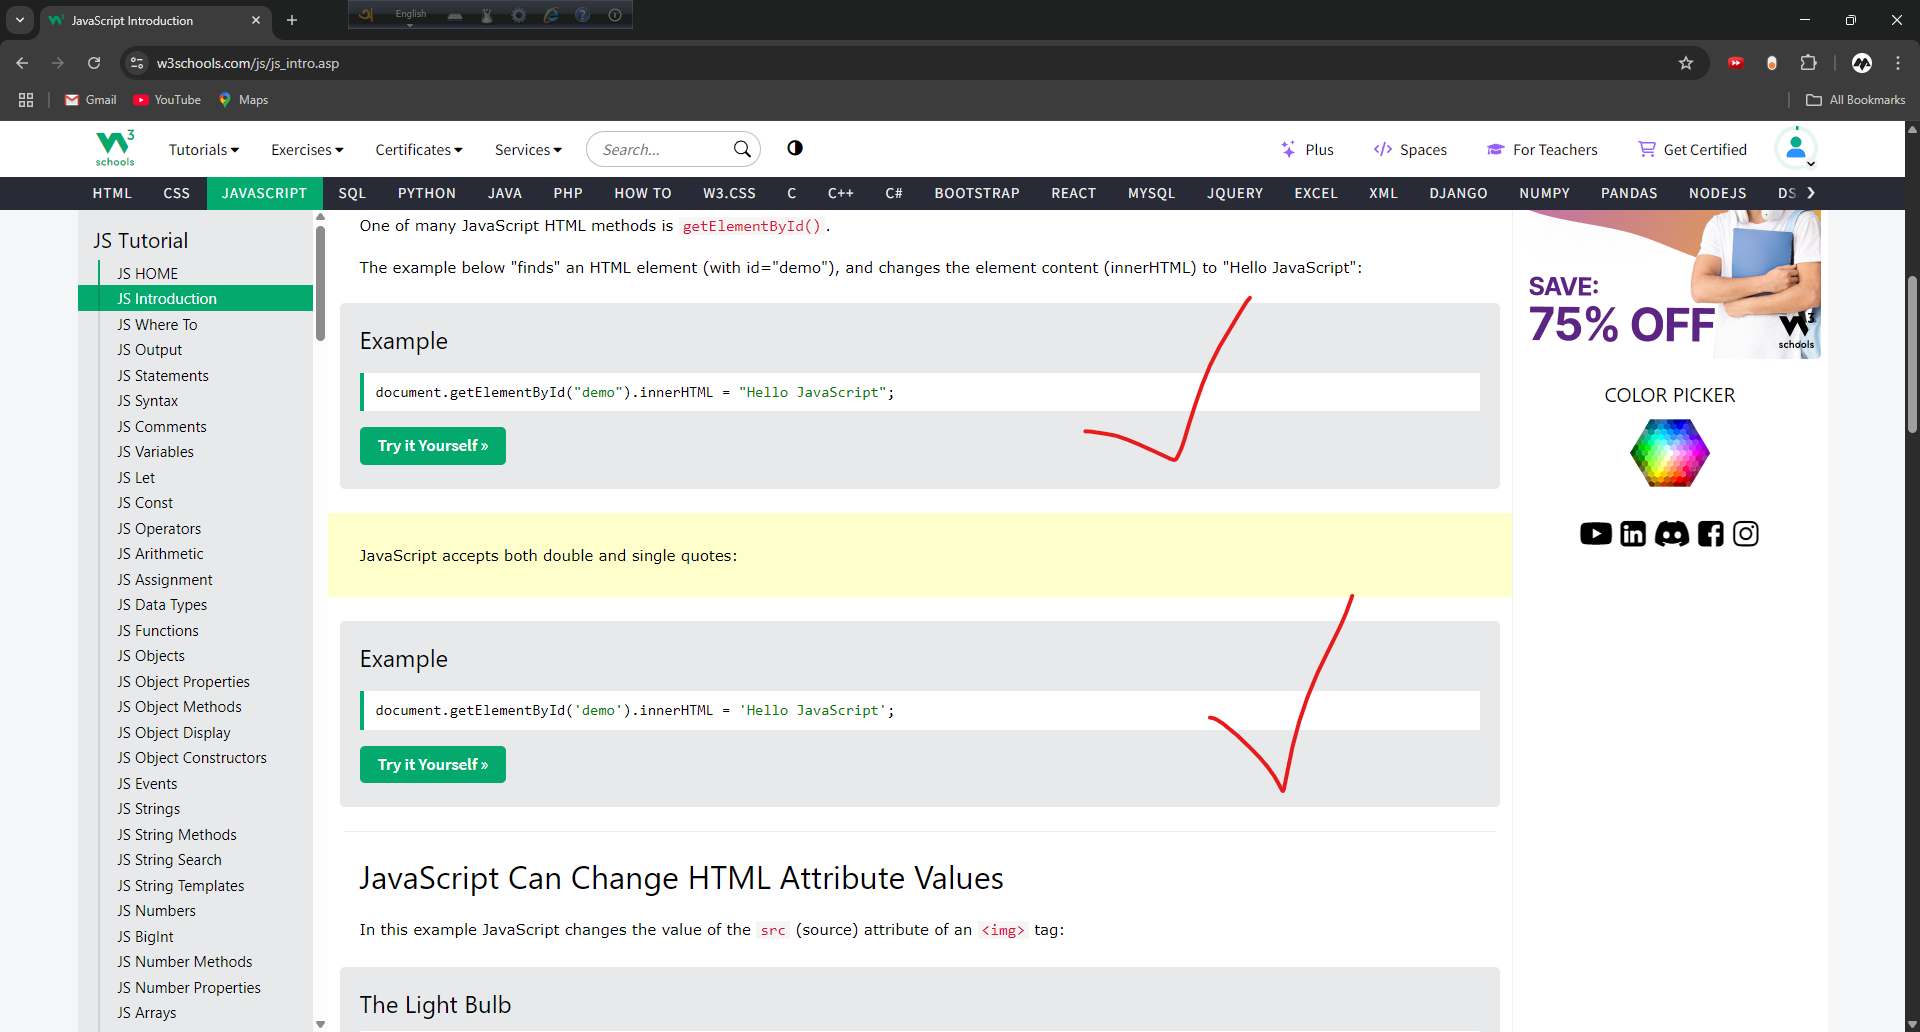 JavaScript Introduction
English
w3schools.com/js/js_intro.asp
Gmail
YouTube
Maps
All Bookmarks
W3 schools
Tutorials
Exercises
Certificates
Services
Search...
Plus
Spaces
For Teachers
Get Certified
HTML CSS JAVASCRIPT SQL PYTHON JAVA PHP HOW TO W3.CSS C C++ C# BOOTSTRAP REACT MYSQL JQUERY EXCEL XML DJANGO NUMPY PANDAS NODEJS DS
JS Tutorial
JS HOME
JS Introduction
JS Where To
JS Output
JS Statements
JS Syntax
JS Comments
JS Variables
JS Let
JS Const
JS Operators
JS Arithmetic
JS Assignment
JS Data Types
JS Functions
JS Objects
JS Object Properties
JS Object Methods
JS Object Display
JS Object Constructors
JS Events
JS Strings
JS String Methods
JS String Search
JS String Templates
JS Numbers
JS BigInt
JS Number Methods
JS Number Properties
JS Arrays
One of many JavaScript HTML methods is getElementById().
The example below "finds" an HTML element (with id="demo"), and changes the element content (innerHTML) to "Hello JavaScript":
Example
document.getElementById("demo").innerHTML = "Hello JavaScript";
Try it Yourself »
JavaScript accepts both double and single quotes:
Example
document.getElementById('demo').innerHTML = 'Hello JavaScript';
Try it Yourself »
JavaScript Can Change HTML Attribute Values
In this example JavaScript changes the value of the src (source) attribute of an <img> tag:
The Light Bulb
SAVE:
75% OFF
W3 schools
COLOR PICKER